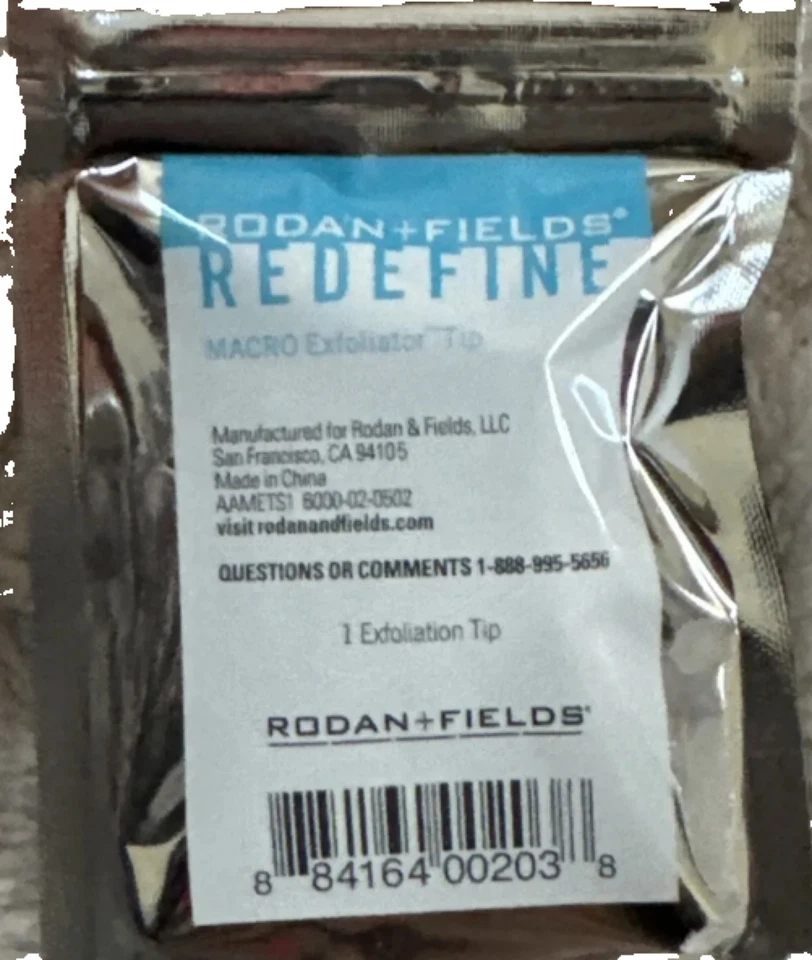 RODAN+FIELDS®
REDEFINE
MACRO Exfoliator™ Tip
Manufactured for Rodan & Fields, LLC
San Francisco, CA 94105
Made in China
AAMETS1 6000-02-0502
visit rodanandfields.com
QUESTIONS OR COMMENTS 1-888-995-5656
1 Exfoliation Tip
RODAN+FIELDS®
8 84164 00203 8